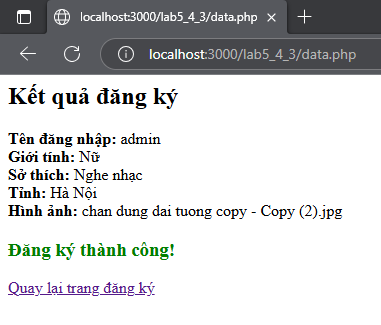 localhost:3000/lab5_4_3/data.php
localhost:3000/lab5_4_3/data.php
Kết quả đăng ký
Tên đăng nhập: admin
Giới tính: Nữ
Sở thích: Nghe nhạc
Tỉnh: Hà Nội
Hình ảnh: chan dung dai tuong copy - Copy (2).jpg
Đăng ký thành công!
Quay lại trang đăng ký